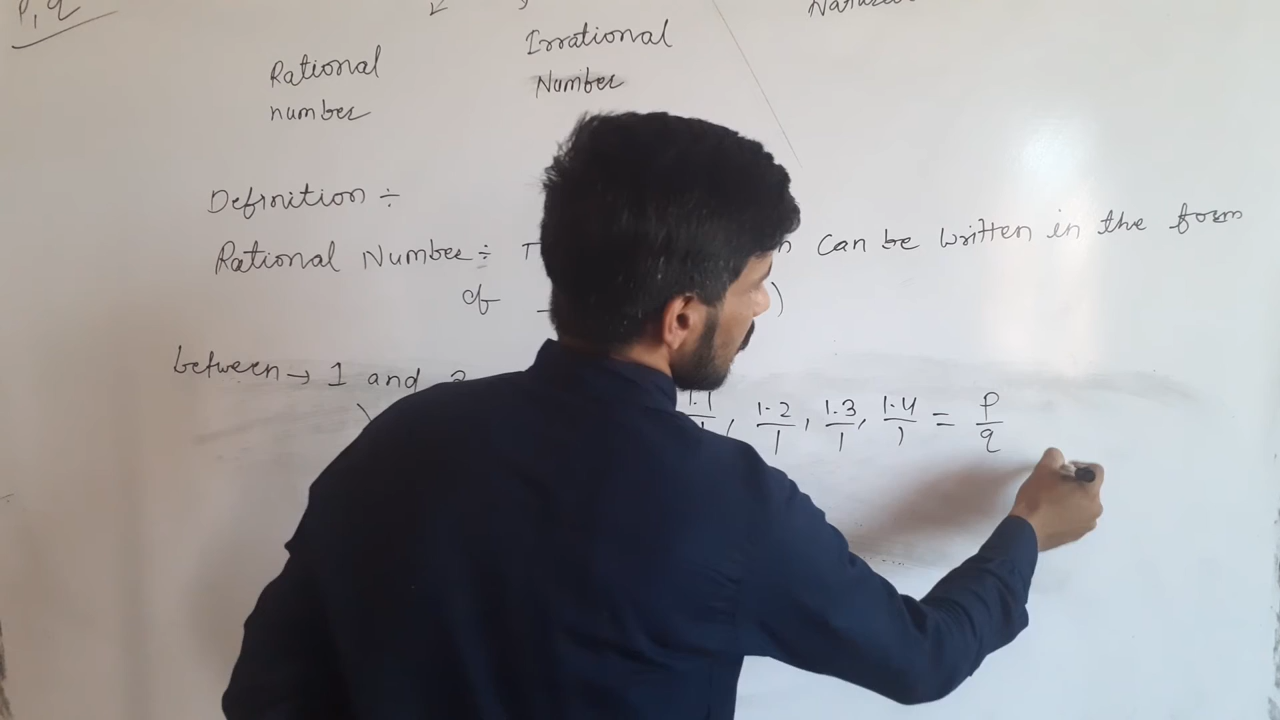 P, q
Irrational
Rational
Number
number
Definition ÷
Rational Number ÷ can be written in the form
of )
between → 1 and
1.1/1, 1.2/1, 1.3/1, 1.4/1 = P/q